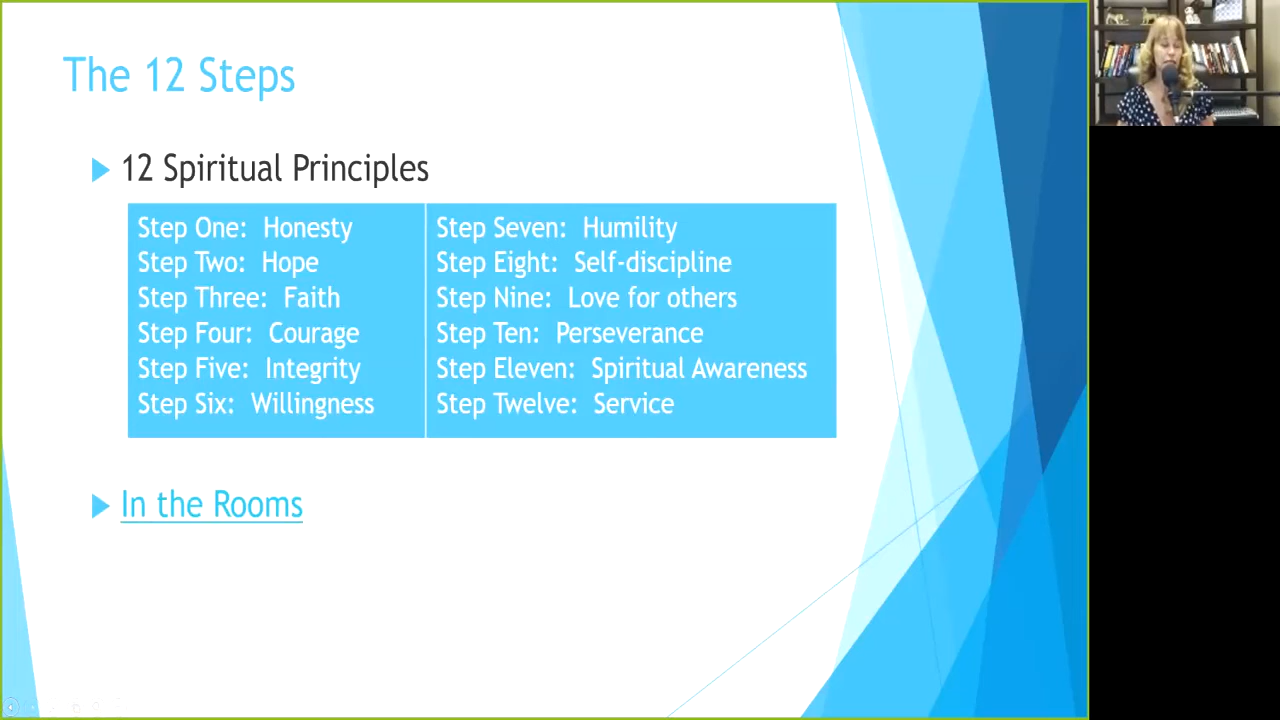 The 12 Steps
12 Spiritual Principles
Step One: Honesty
Step Two: Hope
Step Three: Faith
Step Four: Courage
Step Five: Integrity
Step Six: Willingness
Step Seven: Humility
Step Eight: Self-discipline
Step Nine: Love for others
Step Ten: Perseverance
Step Eleven: Spiritual Awareness
Step Twelve: Service
In the Rooms